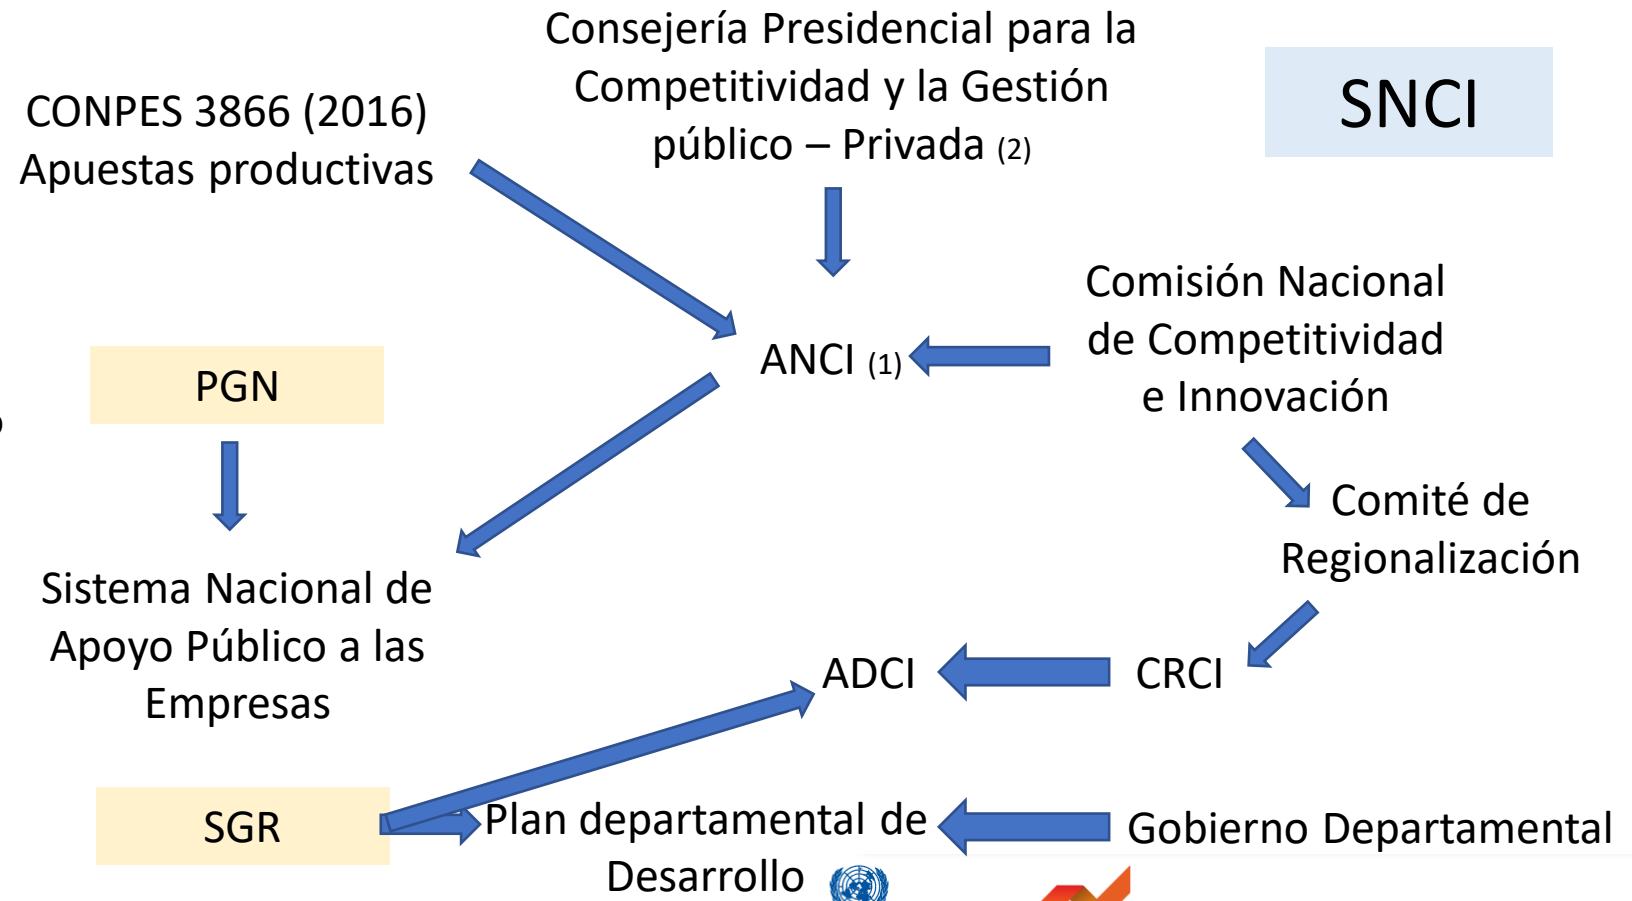 Consejería Presidencial para la
Competitividad y la Gestión
público – Privada (2)
SNCI
CONPES 3866 (2016)
Apuestas productivas
Comisión Nacional
de Competitividad
e Innovación
ANCI (1)
PGN
Comité de
Regionalización
Sistema Nacional de
Apoyo Público a las
Empresas
ADCI
CRCI
SGR
Plan departamental de
Desarrollo
Gobierno Departamental